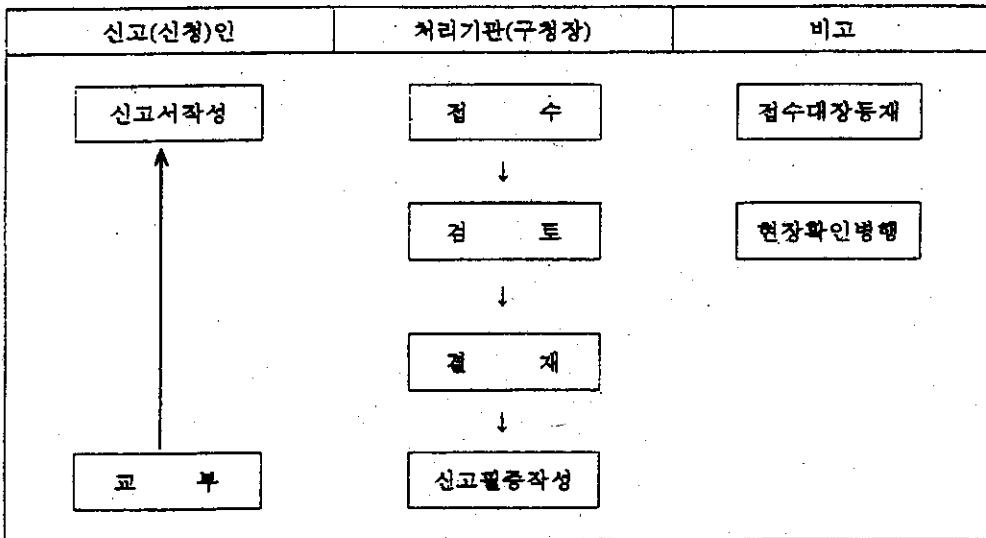 신고(신청)인 처리기관(구청장) 비고
신고서작성 접 수 접수대장등재
↓
검 토 현장확인병행
↓
결 재
↓
교 부 신고필증작성